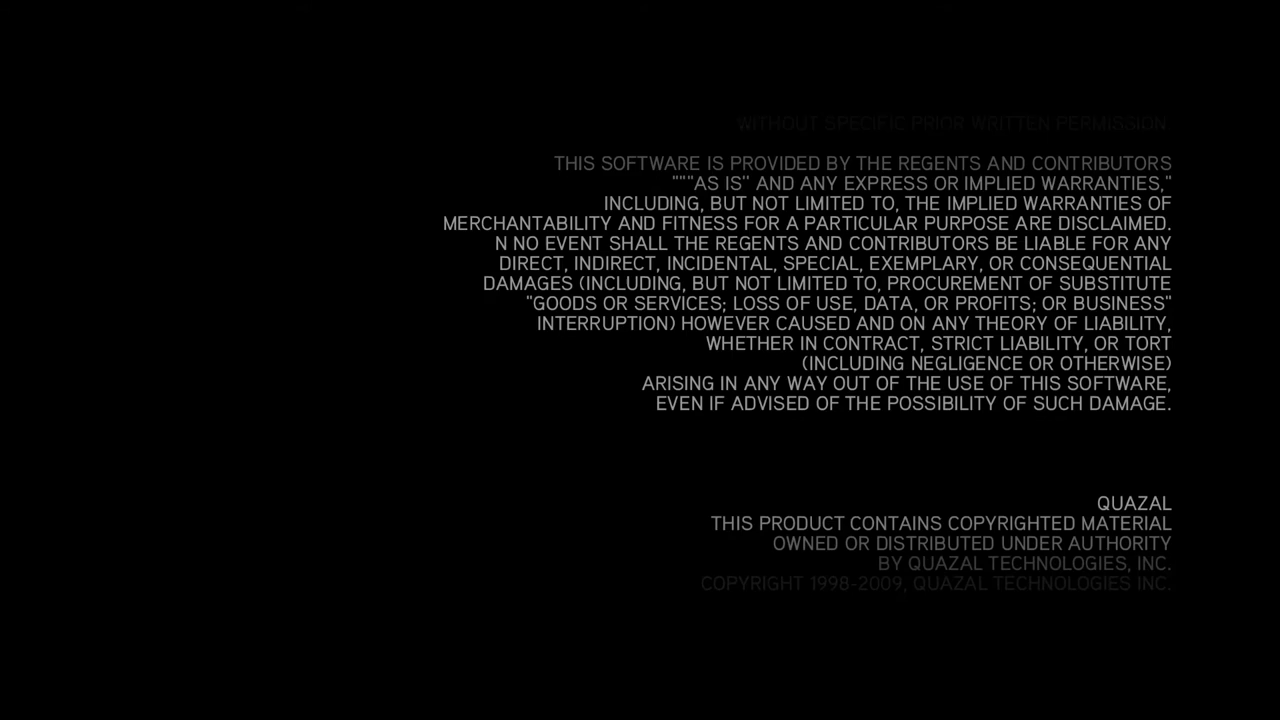 WITHOUT SPECIFIC PRIOR WRITTEN PERMISSION
THIS SOFTWARE IS PROVIDED BY THE REGENTS AND CONTRIBUTORS
"""AS IS'' AND ANY EXPRESS OR IMPLIED WARRANTIES,"
INCLUDING, BUT NOT LIMITED TO, THE IMPLIED WARRANTIES OF
MERCHANTABILITY AND FITNESS FOR A PARTICULAR PURPOSE ARE DISCLAIMED.
N NO EVENT SHALL THE REGENTS AND CONTRIBUTORS BE LIABLE FOR ANY
DIRECT, INDIRECT, INCIDENTAL, SPECIAL, EXEMPLARY, OR CONSEQUENTIAL
DAMAGES (INCLUDING, BUT NOT LIMITED TO, PROCUREMENT OF SUBSTITUTE
"GOODS OR SERVICES; LOSS OF USE, DATA, OR PROFITS; OR BUSINESS"
INTERRUPTION) HOWEVER CAUSED AND ON ANY THEORY OF LIABILITY,
WHETHER IN CONTRACT, STRICT LIABILITY, OR TORT
(INCLUDING NEGLIGENCE OR OTHERWISE)
ARISING IN ANY WAY OUT OF THE USE OF THIS SOFTWARE,
EVEN IF ADVISED OF THE POSSIBILITY OF SUCH DAMAGE.
QUAZAL
THIS PRODUCT CONTAINS COPYRIGHTED MATERIAL
OWNED OR DISTRIBUTED UNDER AUTHORITY
BY QUAZAL TECHNOLOGIES, INC.
COPYRIGHT 1998-2009, QUAZAL TECHNOLOGIES INC.